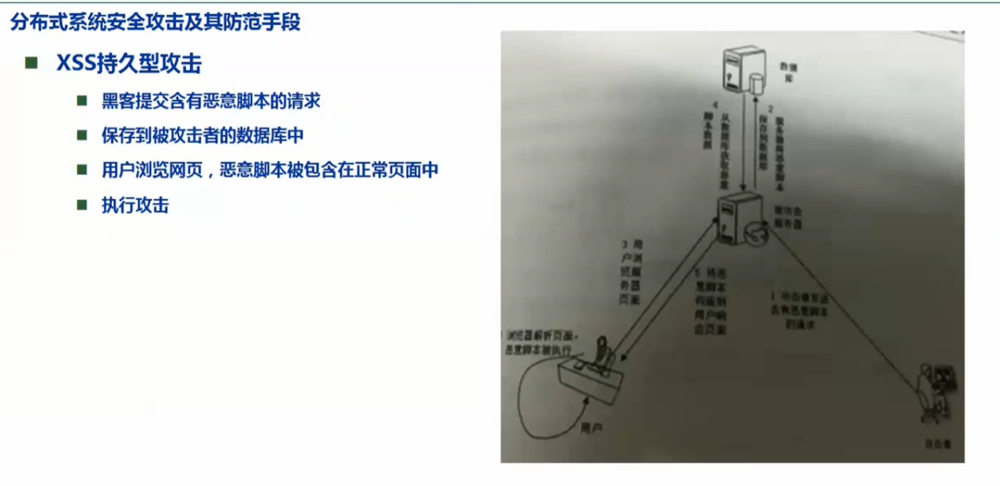 分布式系统安全攻击及其防范手段
XSS持久型攻击
黑客提交含有恶意脚本的请求
保存到被攻击者的数据库中
用户浏览网页，恶意脚本被包含在正常页面中
执行攻击
数据
库
4
从数据库获取恶意
脚本数据
2
服务器将恶意脚本
保存到数据库
被攻击
服务器
3 用
户浏
览服
务器
页面
5 将恶
意脚本
构造到
用户响
应页面
1 攻击者发送
含有恶意脚本
的请求
浏览器解析页面，
恶意脚本被执行
用户
攻击者